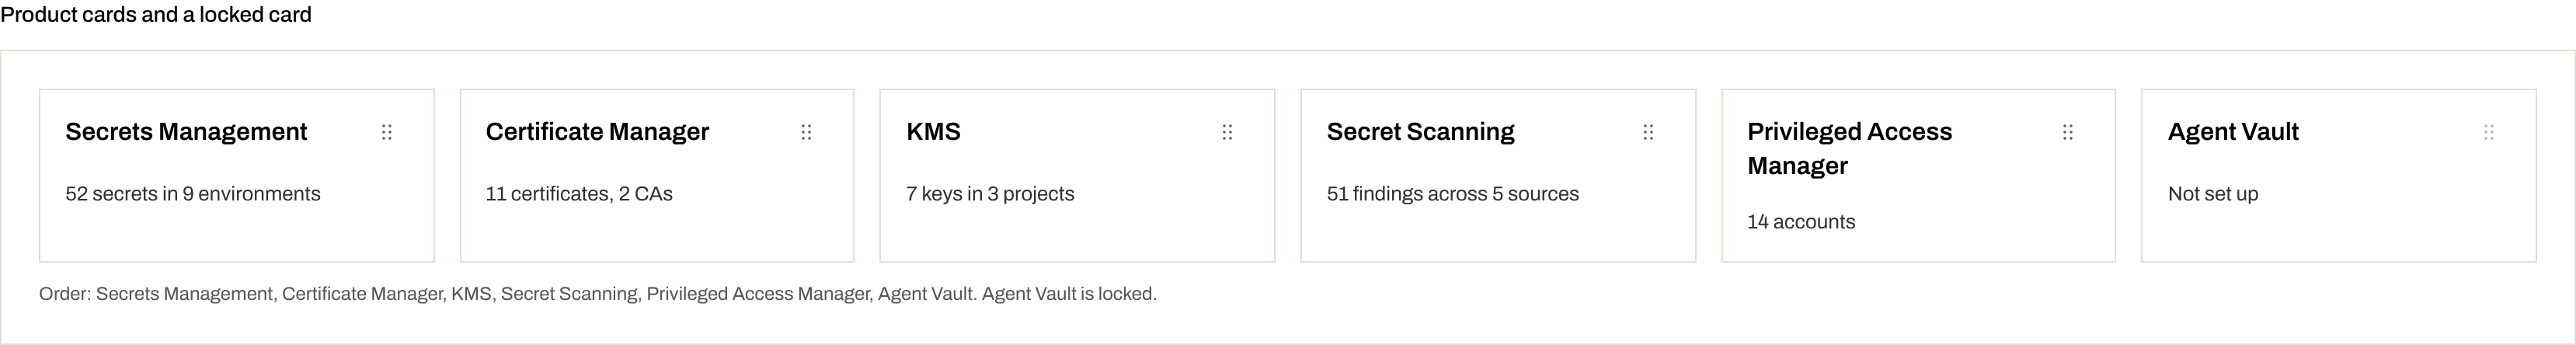 Product cards and a locked card
Secrets Management
52 secrets in 9 environments
Certificate Manager
11 certificates, 2 CAs
KMS
7 keys in 3 projects
Secret Scanning
51 findings across 5 sources
Privileged Access
Manager
14 accounts
Agent Vault
Not set up
Order: Secrets Management, Certificate Manager, KMS, Secret Scanning, Privileged Access Manager, Agent Vault. Agent Vault is locked.